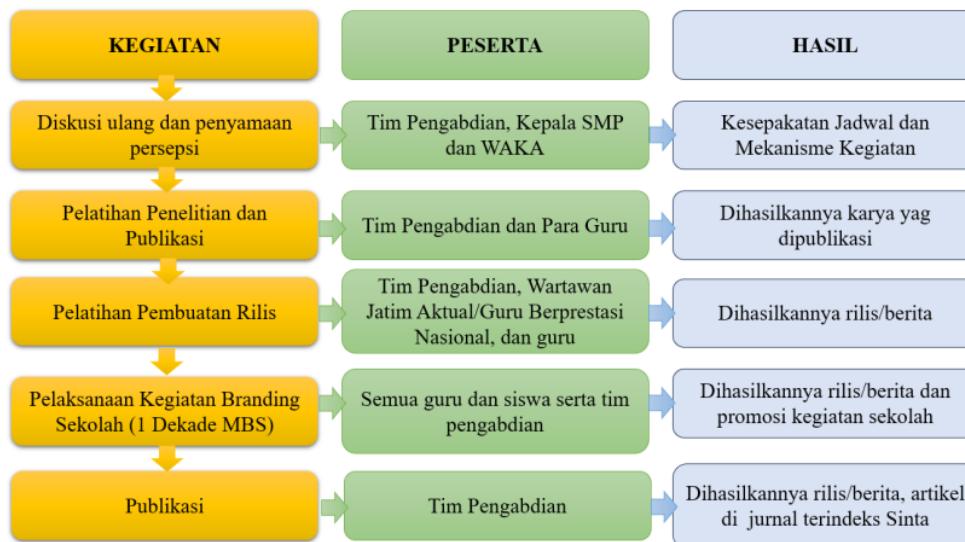 KEGIATAN
PESERTA
HASIL
Diskusi ulang dan penyamaan
persepsi
Tim Pengabdian, Kepala SMP
dan WAKA
Kesepakatan Jadwal dan
Mekanisme Kegiatan
Pelatihan Penelitian dan
Publikasi
Tim Pengabdian dan Para Guru
Dihasilkannya karya yag
dipublikasi
Pelatihan Pembuatan Rilis
Tim Pengabdian, Wartawan
Jatim Aktual/Guru Berprestasi
Nasional, dan guru
Dihasilkannya rilis/berita
Pelaksanaan Kegiatan Branding
Sekolah (1 Dekade MBS)
Semua guru dan siswa serta tim
pengabdian
Dihasilkannya rilis/berita dan
promosi kegiatan sekolah
Publikasi
Tim Pengabdian
Dihasilkannya rilis/berita, artikel
di jurnal terindeks Sinta